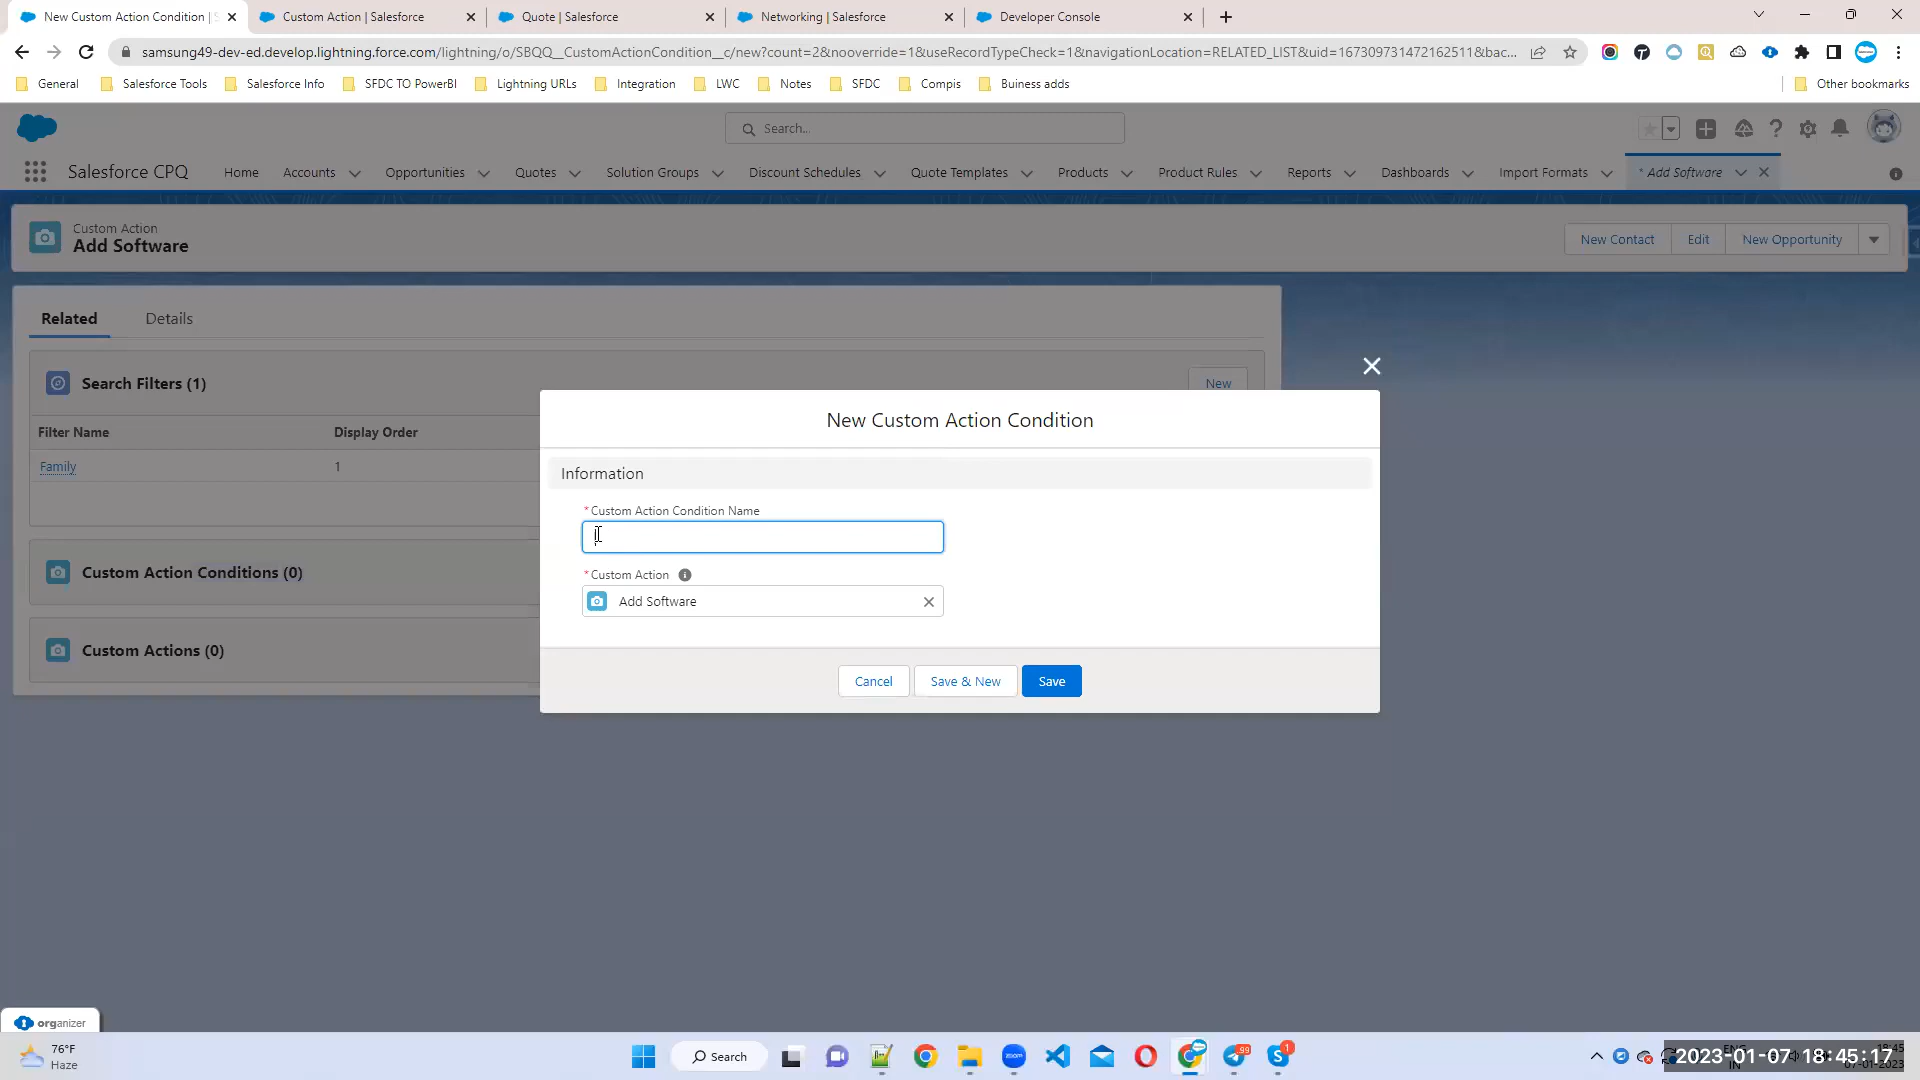 New Custom Action Condition | S
Custom Action | Salesforce
Quote | Salesforce
Networking | Salesforce
Developer Console
samsung49-dev-ed.develop.lightning.force.com/lightning/o/SBQQ__CustomActionCondition__c/new?count=2&nooverride=1&useRecordTypeCheck=1&navigationLocation=RELATED_LIST&uid=167309731472162511&bac...
General
Salesforce Tools
Salesforce Info
SFDC TO PowerBI
Lightning URLs
Integration
LWC
Notes
SFDC
Compis
Buiness adds
Other bookmarks
Search...
Salesforce CPQ
Home
Accounts
Opportunities
Quotes
Solution Groups
Discount Schedules
Quote Templates
Products
Product Rules
Reports
Dashboards
Import Formats
* Add Software
Custom Action
Add Software
New Contact
Edit
New Opportunity
Related
Details
Search Filters (1)
New
Filter Name
Display Order
Family
1
Custom Action Conditions (0)
Custom Actions (0)
New Custom Action Condition
Information
*Custom Action Condition Name
*Custom Action
Add Software
Cancel
Save & New
Save
organizer
76°F
Haze
Search
zoom
99
1
2023-01-07 18:45:17